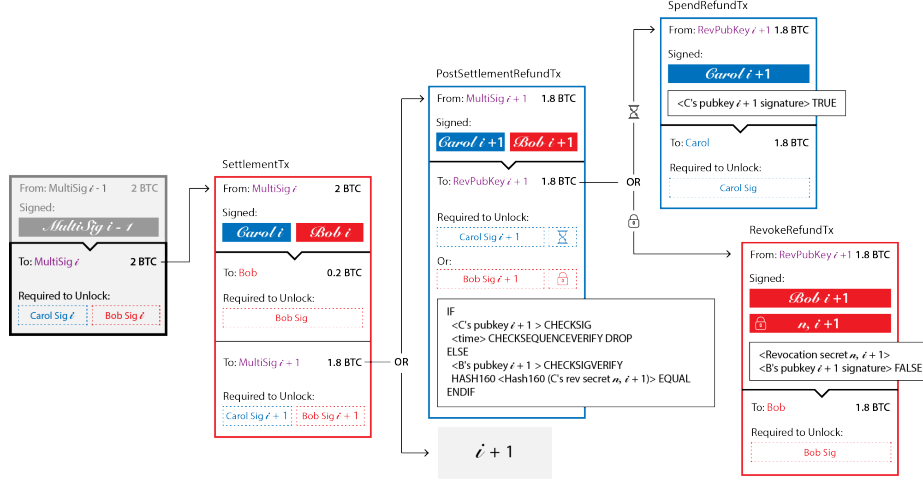 From: MultiSig i - 1 2 BTC
Signed:
MultiSig i - 1
To: MultiSig i 2 BTC
Required to Unlock:
Carol Sig i Bob Sig i
SettlementTx
From: MultiSig i 2 BTC
Signed:
Carol i Bob i
To: Bob 0.2 BTC
Required to Unlock:
Bob Sig
To: MultiSig i + 1 1.8 BTC
Required to Unlock:
Carol Sig i + 1 Bob Sig i + 1
OR
PostSettlementRefundTx
From: MultiSig i + 1 1.8 BTC
Signed:
Carol i +1 Bob i +1
To: RevPubKey i + 1 1.8 BTC
Required to Unlock:
Carol Sig i + 1
Or:
Bob Sig i + 1
IF
<C's pubkey i + 1 > CHECKSIG
<time> CHECKSEQUENCEVERIFY DROP
ELSE
<B's pubkey i + 1 > CHECKSIGVERIFY
HASH160 <Hash160 (C's rev secret n, i + 1)> EQUAL
ENDIF
i + 1
OR
SpendRefundTx
From: RevPubKey i +1 1.8 BTC
Signed:
Carol i +1
<C's pubkey i + 1 signature> TRUE
To: Carol 1.8 BTC
Required to Unlock:
Carol Sig
RevokeRefundTx
From: RevPubKey i +1 1.8 BTC
Signed:
Bob i +1
n, i +1
<Revocation secret n, i + 1>
<B's pubkey i + 1 signature> FALSE
To: Bob 1.8 BTC
Required to Unlock:
Bob Sig